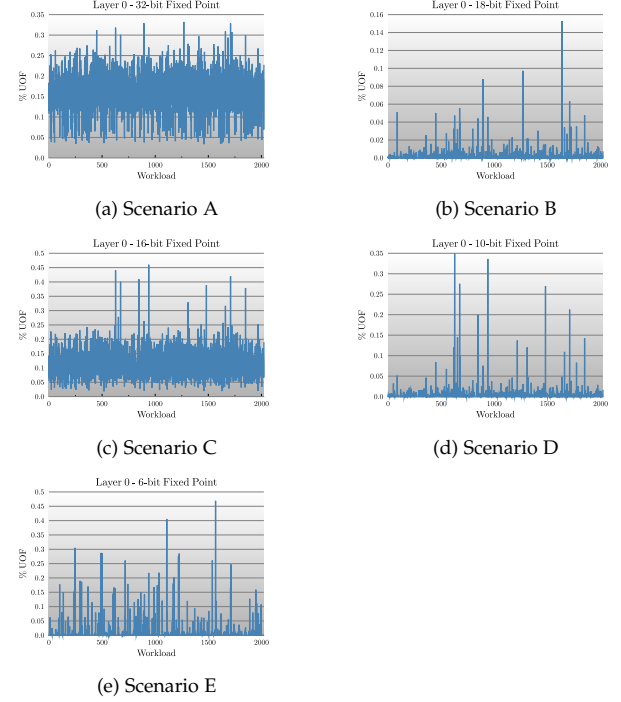 Layer 0 - 32-bit Fixed Point
% UOF
0.35
0.3
0.25
0.2
0.15
0.1
0.05
0.0
0 500 1000 1500 2000
Workload
(a) Scenario A
Layer 0 - 18-bit Fixed Point
% UOF
0.16
0.14
0.12
0.10
0.08
0.06
0.04
0.02
0.0
0 500 1000 1500 2000
Workload
(b) Scenario B
Layer 0 - 16-bit Fixed Point
% UOF
0.5
0.45
0.4
0.35
0.3
0.25
0.2
0.15
0.1
0.05
0.0
0 500 1000 1500 2000
Workload
(c) Scenario C
Layer 0 - 10-bit Fixed Point
% UOF
0.35
0.3
0.25
0.2
0.15
0.1
0.05
0.0
0 500 1000 1500 2000
Workload
(d) Scenario D
Layer 0 - 6-bit Fixed Point
% UOF
0.5
0.45
0.4
0.35
0.3
0.25
0.2
0.15
0.1
0.05
0.0
0 500 1000 1500 2000
Workload
(e) Scenario E